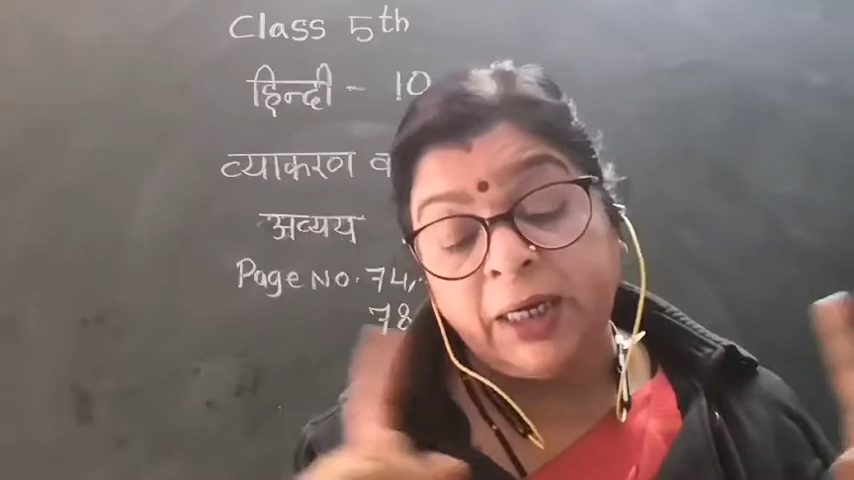 Class 5th
हिन्दी - 10
व्याकरण व
अव्यय
Page No. 74,
78